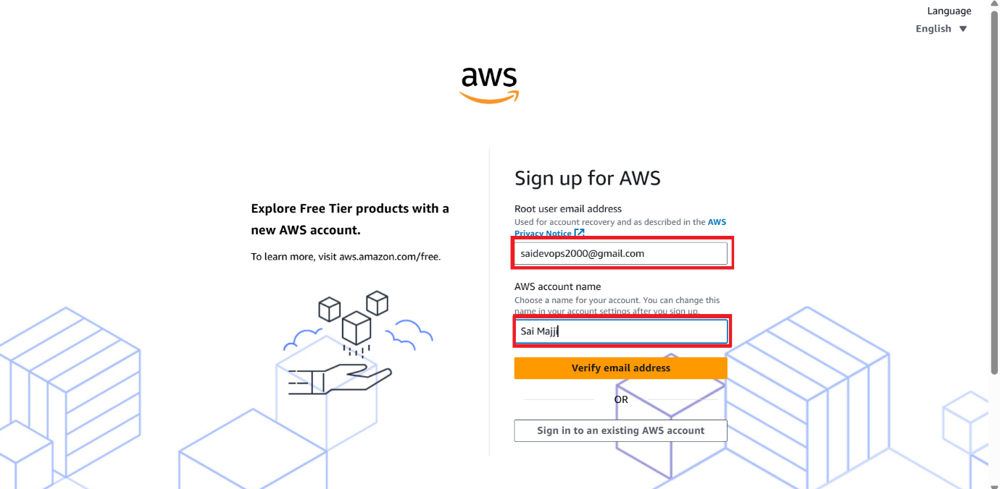 Language
English
aws
Explore Free Tier products with a
new AWS account.
To learn more, visit aws.amazon.com/free.
Sign up for AWS
Root user email address
Used for account recovery and as described in the AWS
Privacy Notice
saidevops2000@gmail.com
AWS account name
Choose a name for your account. You can change this
name in your account settings after you sign up.
Sai Majji
Verify email address
OR
Sign in to an existing AWS account